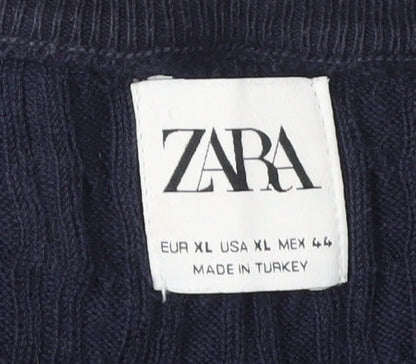 ZARA
EUR XL USA XL MEX 44
MADE IN TURKEY